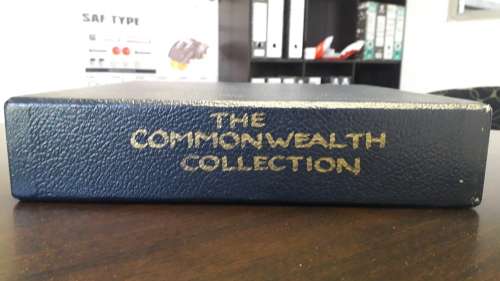 SAF TYPE
THE
COMMONWEALTH
COLLECTION